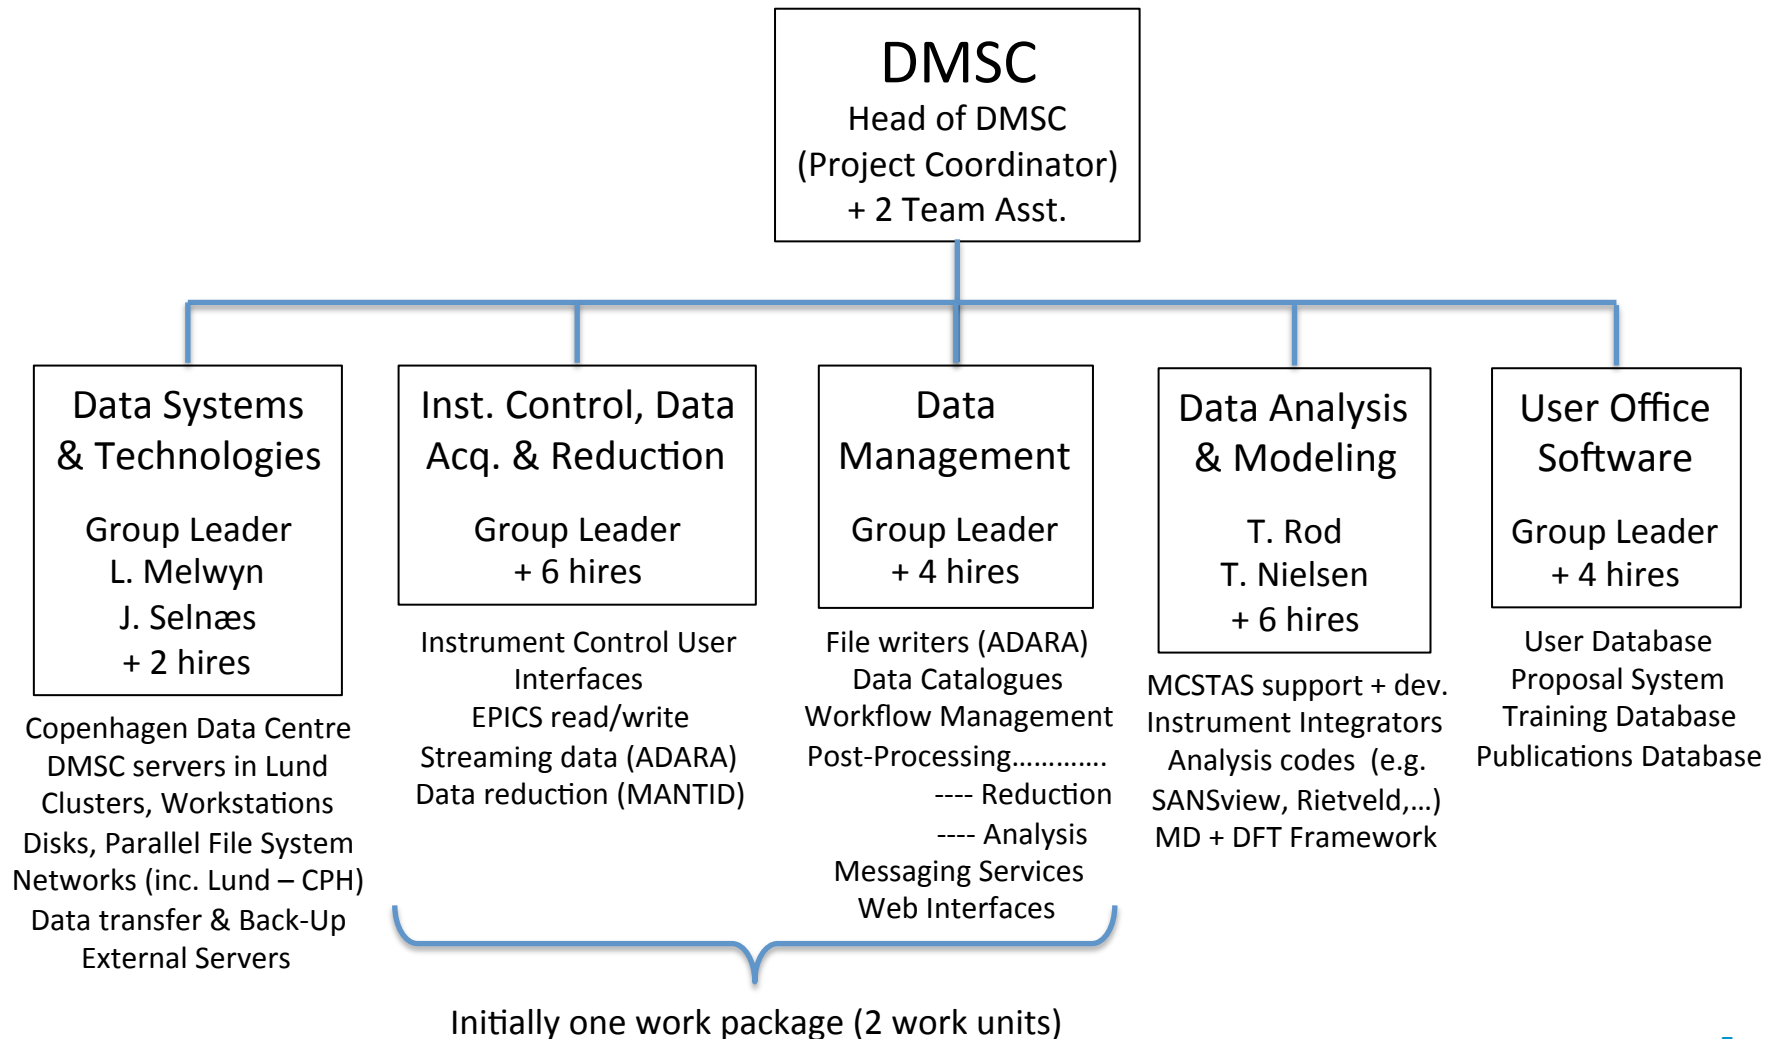 DMSC
Head of DMSC
(Project Coordinator)
+ 2 Team Asst.
Data Systems
& Technologies
Group Leader
L. Melwyn
J. Selnæs
+ 2 hires
Copenhagen Data Centre
DMSC servers in Lund
Clusters, Workstations
Disks, Parallel File System
Networks (inc. Lund – CPH)
Data transfer & Back-Up
External Servers
Inst. Control, Data
Acq. & Reduction
Group Leader
+ 6 hires
Instrument Control User
Interfaces
EPICS read/write
Streaming data (ADARA)
Data reduction (MANTID)
Data
Management
Group Leader
+ 4 hires
File writers (ADARA)
Data Catalogues
Workflow Management
Post-Processing.............
---- Reduction
---- Analysis
Messaging Services
Web Interfaces
Data Analysis
& Modeling
T. Rod
T. Nielsen
+ 6 hires
MCSTAS support + dev.
Instrument Integrators
Analysis codes (e.g.
SANSview, Rietveld,...)
MD + DFT Framework
User Office
Software
Group Leader
+ 4 hires
User Database
Proposal System
Training Database
Publications Database
Initially one work package (2 work units)